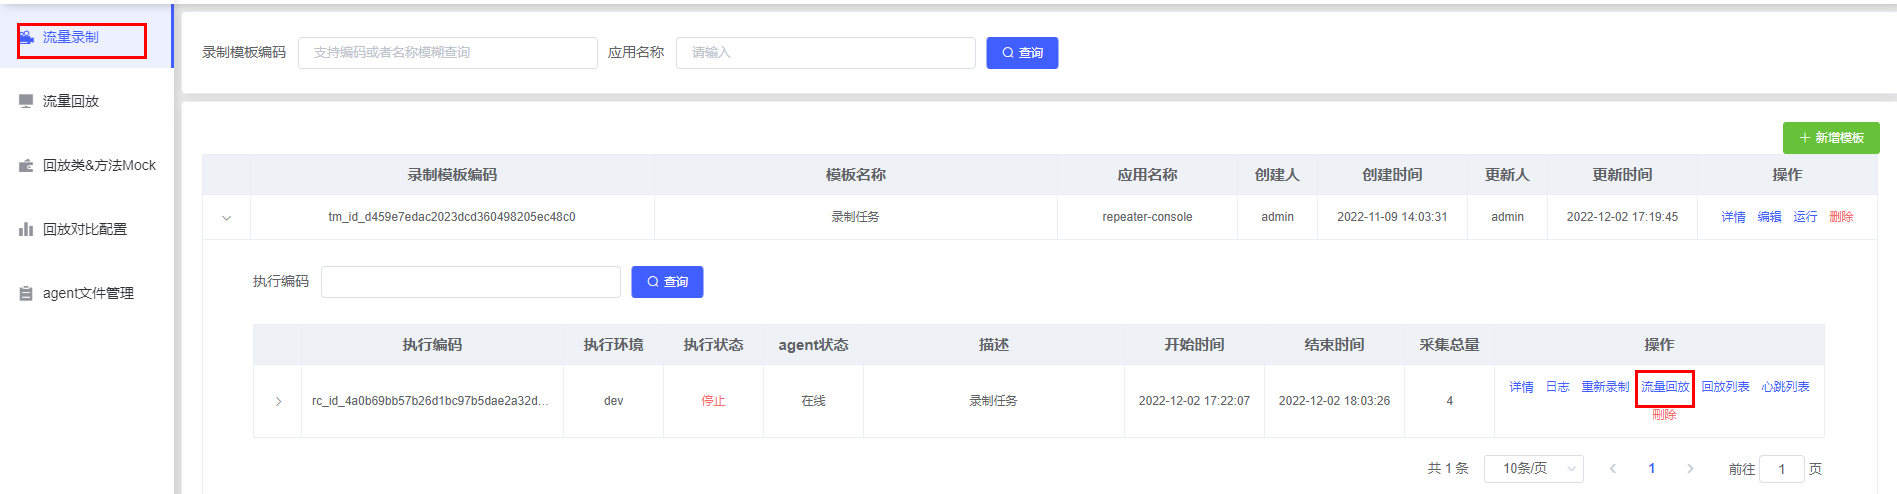 流量录制
流量回放
回放类&方法Mock
回放对比配置
agent文件管理
录制模板编码 支持编码或者名称模糊查询 应用名称 请输入 查询
新增模板
录制模板编码 模板名称 应用名称 创建人 创建时间 更新人 更新时间 操作
tm_id_d459e7edac2023dcd360498205ec48c0 录制任务 repeater-console admin 2022-11-09 14:03:31 admin 2022-12-02 17:19:45 详情 编辑 运行 删除
执行编码 查询
执行编码 执行环境 执行状态 agent状态 描述 开始时间 结束时间 采集总量 操作
rc_id_4a0b69bb57b26d1bc97b5dae2a32d... dev 停止 在线 录制任务 2022-12-02 17:22:07 2022-12-02 18:03:26 4 详情 日志 重新录制 流量回放 回放列表 心跳列表
删除
共 1 条 10条/页 1 前往 1 页